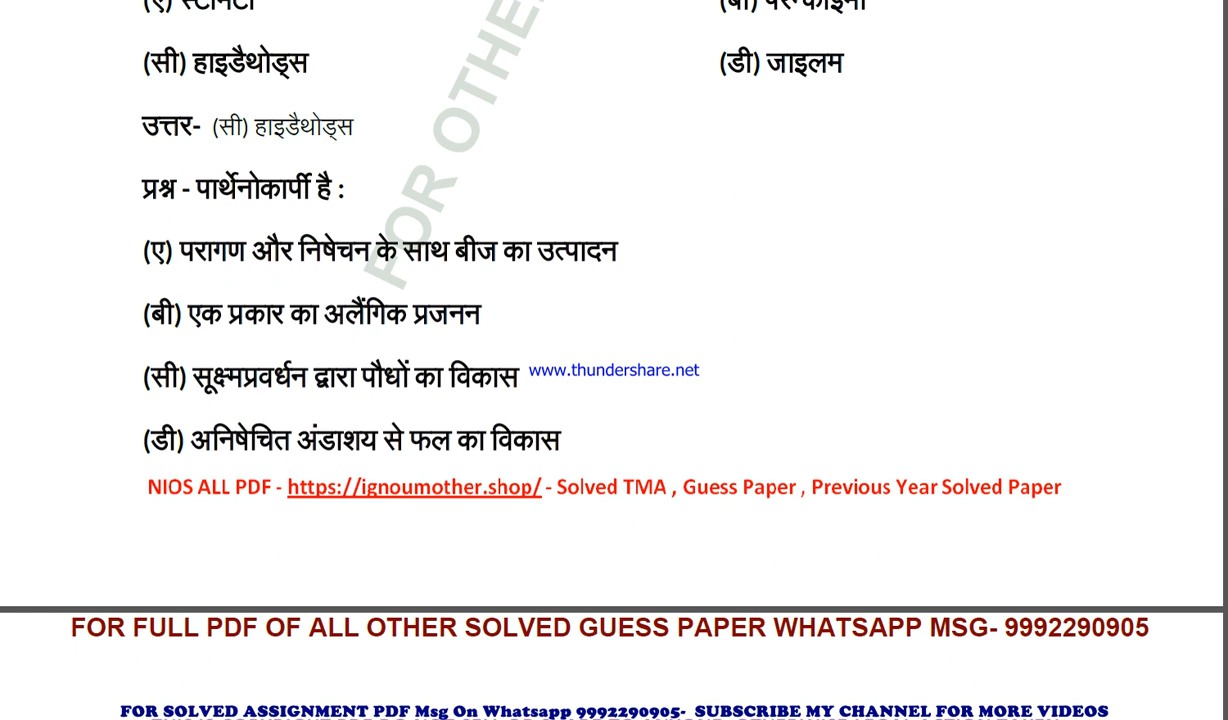 (ए) स्टोमेटा (बी) पैरेन्काइमा
(सी) हाइडैथोड्स (डी) जाइलम
उत्तर- (सी) हाइडैथोड्स
प्रश्न - पार्थेनोकार्पी है :
(ए) परागण और निषेचन के साथ बीज का उत्पादन
(बी) एक प्रकार का अलैंगिक प्रजनन
(सी) सूक्ष्मप्रवर्धन द्वारा पौधों का विकास www.thundershare.net
(डी) अनिषेचित अंडाशय से फल का विकास
NIOS ALL PDF - https://ignoumother.shop/ - Solved TMA , Guess Paper , Previous Year Solved Paper
FOR OTHE
FOR FULL PDF OF ALL OTHER SOLVED GUESS PAPER WHATSAPP MSG- 9992290905
FOR SOLVED ASSIGNMENT PDF Msg On Whatsapp 9992290905- SUBSCRIBE MY CHANNEL FOR MORE VIDEOS